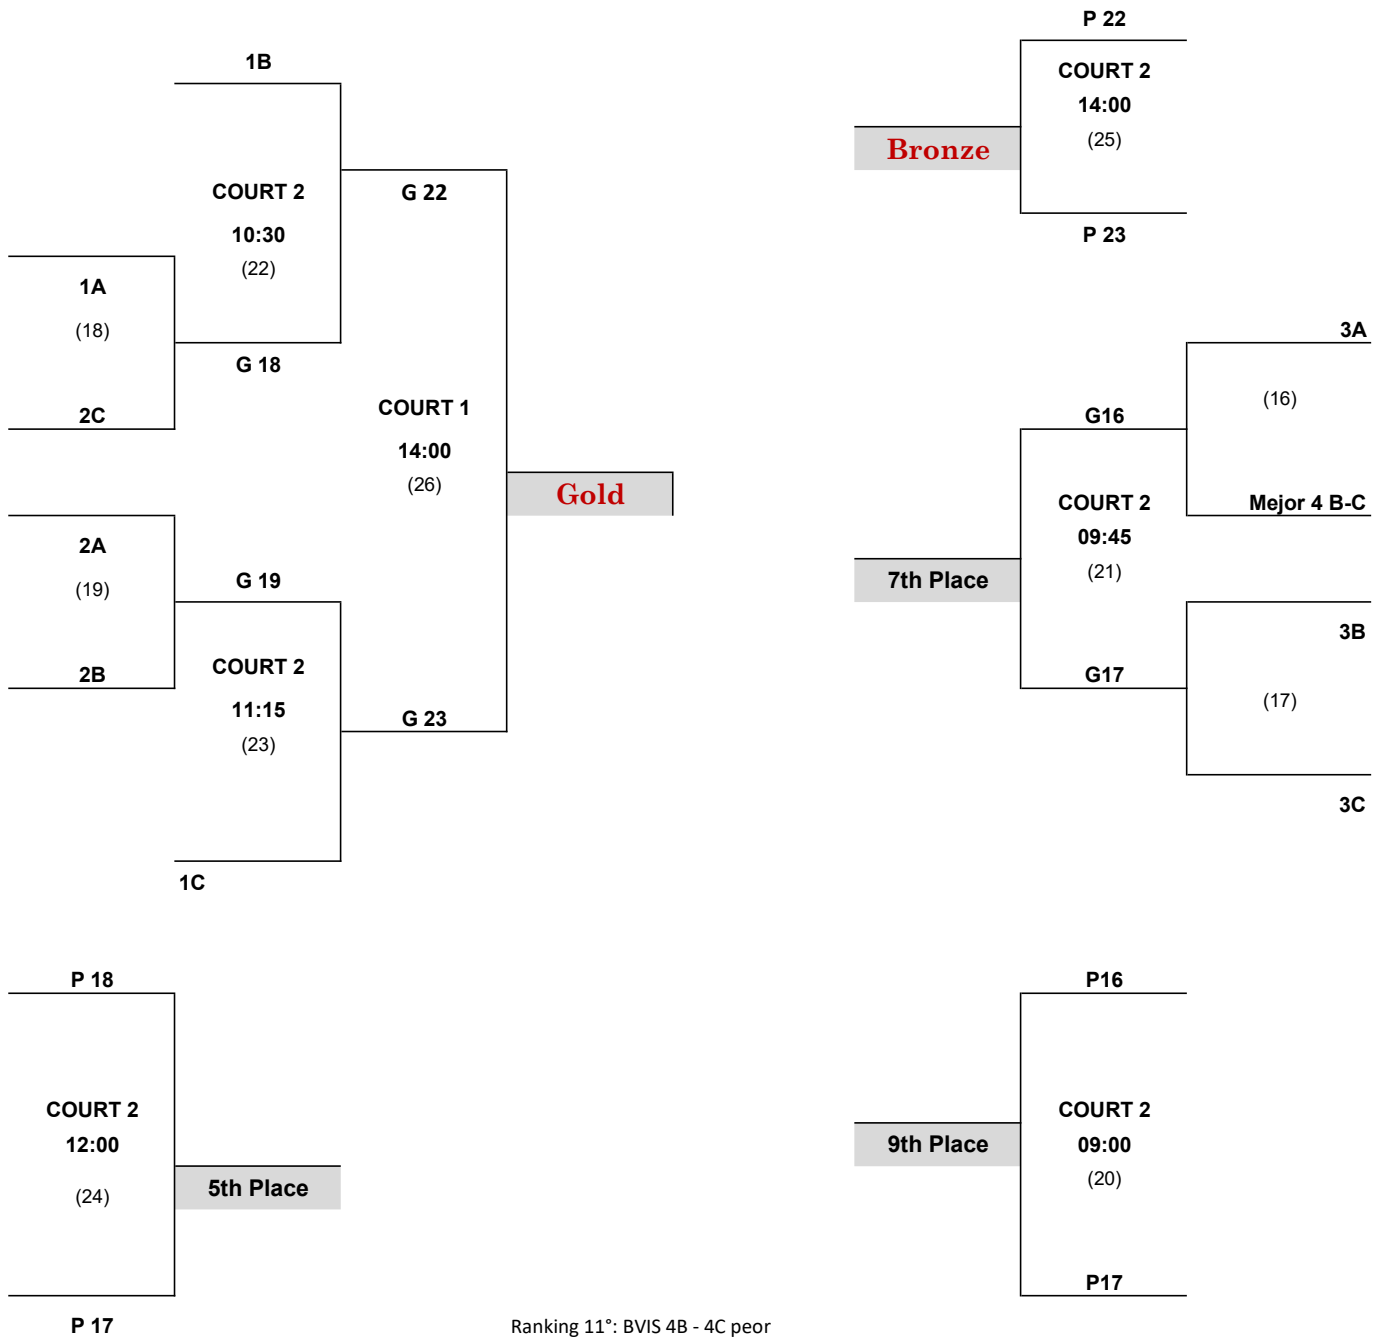 1B
COURT 2
10:30
(22)
G 22
1A
(18)
G 18
2C
COURT 1
14:00
(26)
Gold
2A
(19)
G 19
2B
COURT 2
11:15
(23)
G 23
1C
P 22
COURT 2
14:00
(25)
Bronze
P 23
3A
(16)
G16
Mejor 4 B-C
COURT 2
09:45
(21)
7th Place
3B
G17
(17)
3C
P 18
COURT 2
12:00
(24)
5th Place
P 17
P16
COURT 2
09:00
(20)
9th Place
P17
Ranking 11°: BVIS 4B - 4C peor